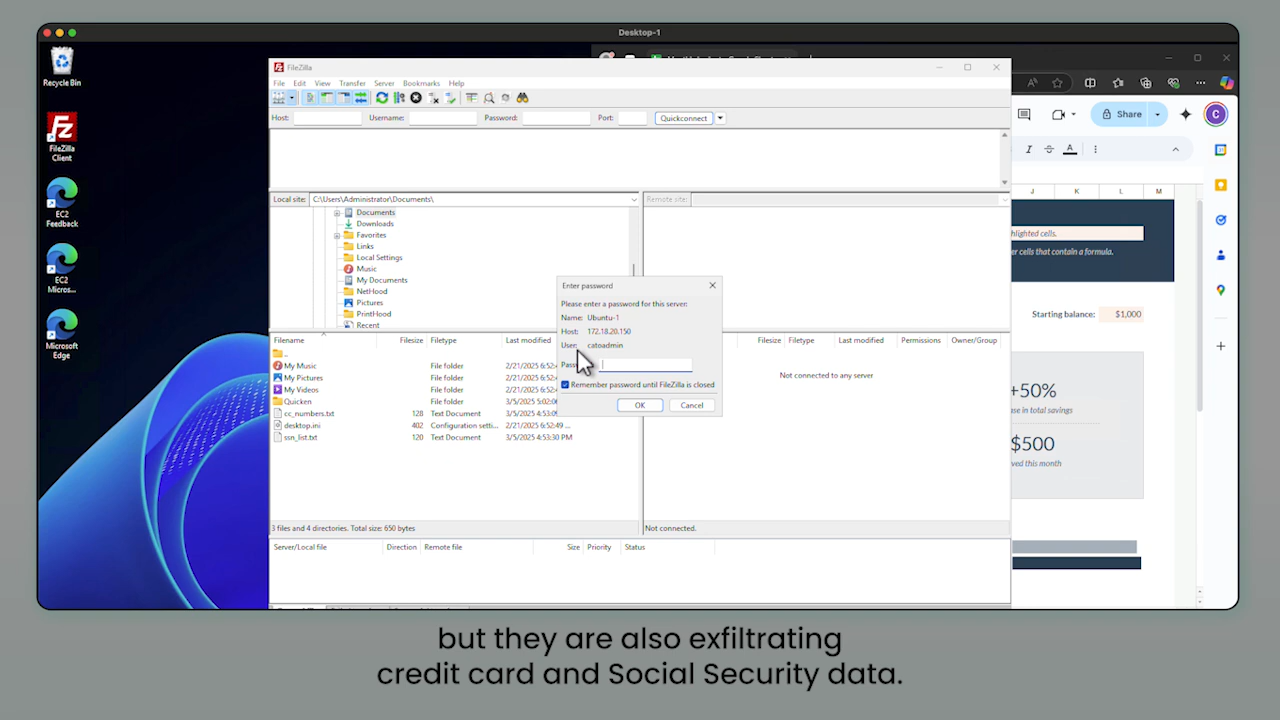 Desktop-1
Recycle Bin
FileZilla
Client
EC2
Feedback
EC2
Micros...
Microsoft
Edge
FileZilla
File Edit View Transfer Server Bookmarks Help
Host: Username: Password: Port: Quickconnect
Local site: C:\Users\Administrator\Documents\
Remote site:
Documents
Downloads
Favorites
Links
Local Settings
Music
My Documents
NetHood
Pictures
PrintHood
Recent
Filename Filesize Filetype Last modified
..
My Music File folder 2/21/2025 6:52:
My Pictures File folder 2/21/2025 6:52:
My Videos File folder 2/21/2025 6:52:
Quicken File folder 3/5/2025 5:02:
cc_numbers.txt 128 Text Document 3/5/2025 4:53:
desktop.ini 402 Configuration setti... 2/21/2025 6:52:49 ...
ssn_list.txt 120 Text Document 3/5/2025 4:53:30 PM
3 files and 4 directories. Total size: 650 bytes
Filesize Filetype Last modified Permissions Owner/Group
Not connected to any server
Not connected.
Server/Local file Direction Remote file Size Priority Status
Enter password
Please enter a password for this server:
Name: Ubuntu-1
Host: 172.18.20.150
User: catoadmin
Pass
Remember password until FileZilla is closed
OK Cancel
Share
C
J K L M
hlighted cells.
er cells that contain a formula.
Starting balance: $1,000
+50%
se in total savings
$500
ved this month
but they are also exfiltrating
credit card and Social Security data.